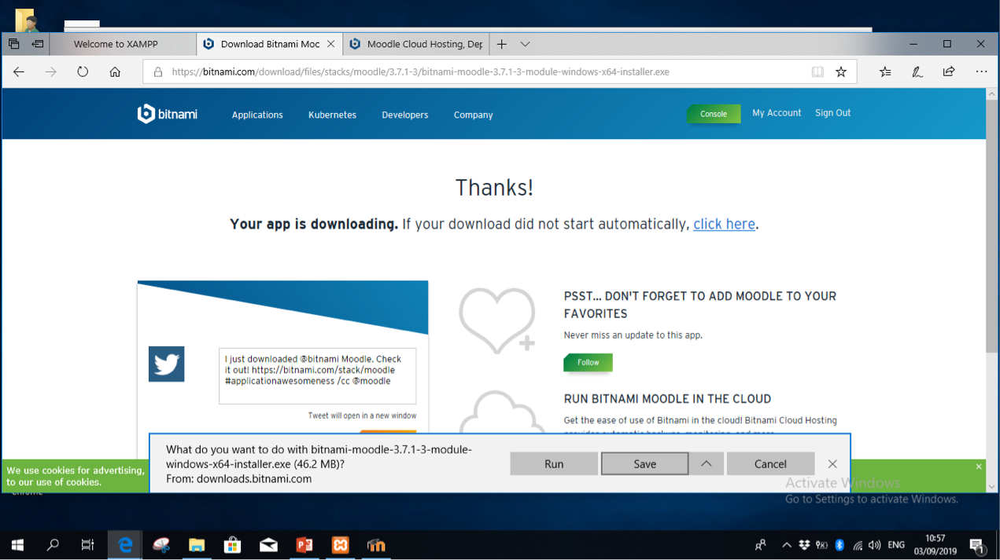 Welcome to XAMPP
Download Bitnami Moc
Moodle Cloud Hosting, Dep
https://bitnami.com/download/files/stacks/moodle/3.7.1-3/bitnami-moodle-3.7.1-3-module-windows-x64-installer.exe
bitnami
Applications
Kubernetes
Developers
Company
Console
My Account
Sign Out
Thanks!
Your app is downloading. If your download did not start automatically, click here.
I just downloaded @bitnami Moodle. Check
it out! https://bitnami.com/stack/moodle
#applicationawesomeness /cc @moodle
Tweet will open in a new window
PSST... DON'T FORGET TO ADD MOODLE TO YOUR
FAVORITES
Never miss an update to this app.
Follow
RUN BITNAMI MOODLE IN THE CLOUD
Get the ease of use of Bitnami in the cloud! Bitnami Cloud Hosting
We use cookies for advertising,
to our use of cookies.
What do you want to do with bitnami-moodle-3.7.1-3-module-
windows-x64-installer.exe (46.2 MB)?
From: downloads.bitnami.com
Run
Save
Cancel
Activate Windows
Go to Settings to activate Windows.
ENG
10:57
03/09/2019
1